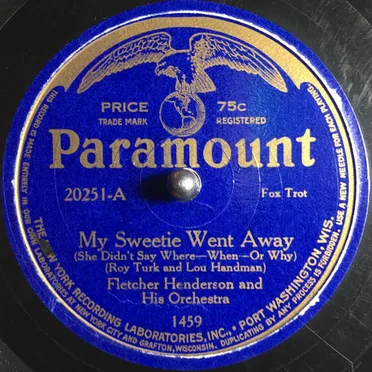 PRICE 75c
TRADE MARK REGISTERED
Paramount
20251-A Fox Trot
My Sweetie Went Away
(She Didn't Say Where—When—Or Why)
(Roy Turk and Lou Handman)
Fletcher Henderson and
His Orchestra
1459
THIS RECORD IS MADE ENTIRELY IN OUR OWN LABORATORIES AT NEW YORK CITY AND GRAFTON, WISCONSIN. DUPLICATING BY ANY PROCESS IS FORBIDDEN. USE A NEW NEEDLE FOR EACH PLAYING.
THE NEW YORK RECORDING LABORATORIES, INC., PORT WASHINGTON, WIS.